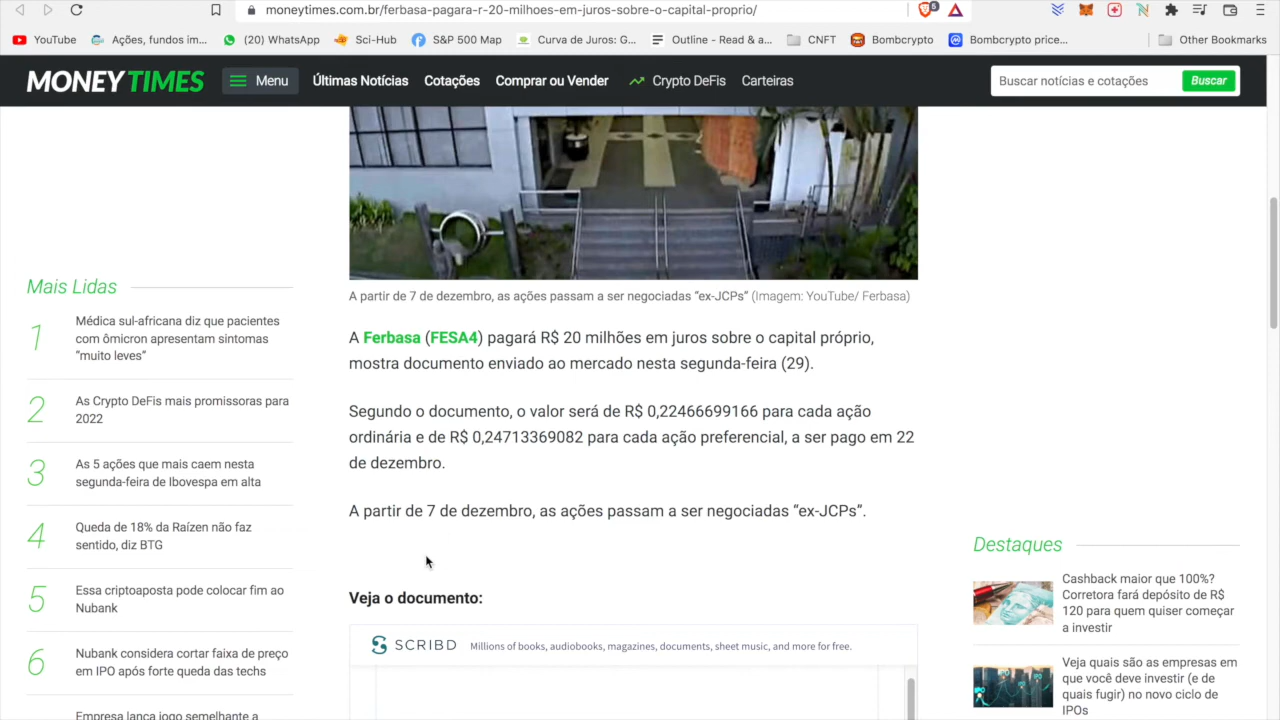 moneytimes.com.br/ferbasa-pagara-r-20-milhoes-em-juros-sobre-o-capital-proprio/
5
YouTube
Ações, fundos im...
(20) WhatsApp
Sci-Hub
S&P 500 Map
Curva de Juros: G...
Outline - Read & a...
CNFT
Bombcrypto
Bombcrypto price...
Other Bookmarks
MONEYTIMES
Menu
Últimas Notícias
Cotações
Comprar ou Vender
Crypto DeFis
Carteiras
Buscar notícias e cotações
Buscar
A partir de 7 de dezembro, as ações passam a ser negociadas “ex-JCPs” (Imagem: YouTube/ Ferbasa)
A Ferbasa (FESA4) pagará R$ 20 milhões em juros sobre o capital próprio,
mostra documento enviado ao mercado nesta segunda-feira (29).
Segundo o documento, o valor será de R$ 0,22466699166 para cada ação
ordinária e de R$ 0,24713369082 para cada ação preferencial, a ser pago em 22
de dezembro.
A partir de 7 de dezembro, as ações passam a ser negociadas “ex-JCPs”.
Veja o documento:
SCRIBD
Millions of books, audiobooks, magazines, documents, sheet music, and more for free.
Mais Lidas
1
Médica sul-africana diz que pacientes
com ômicron apresentam sintomas
“muito leves”
2
As Crypto DeFis mais promissoras para
2022
3
As 5 ações que mais caem nesta
segunda-feira de Ibovespa em alta
4
Queda de 18% da Raízen não faz
sentido, diz BTG
5
Essa criptoaposta pode colocar fim ao
Nubank
6
Nubank considera cortar faixa de preço
em IPO após forte queda das techs
Empresa lança jogo semelhante a
Destaques
Cashback maior que 100%?
Corretora fará depósito de R$
120 para quem quiser começar
a investir
Veja quais são as empresas em
que você deve investir (e de
quais fugir) no novo ciclo de
IPOs